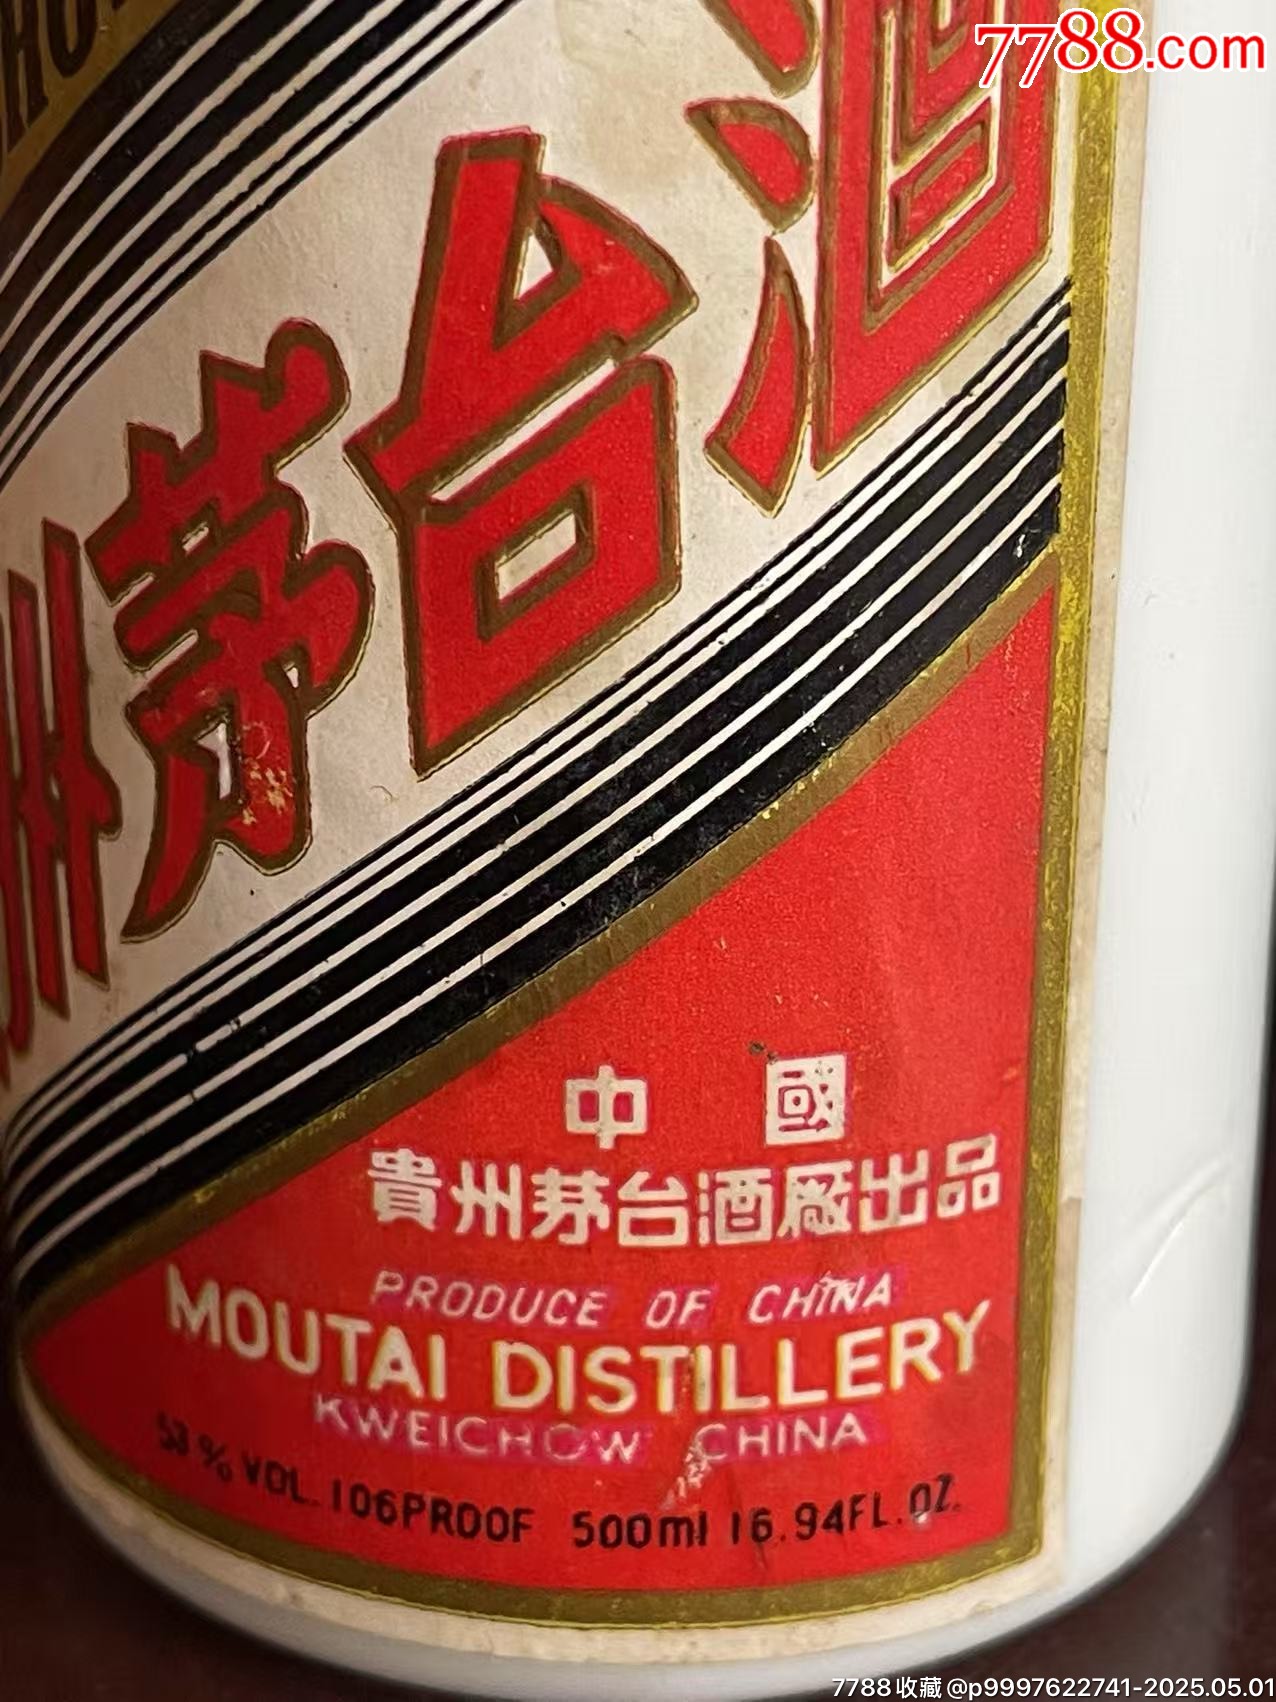 7788.com
州茅台酒
中國
貴州茅台酒廠出品
PRODUCE OF CHINA
MOUTAI DISTILLERY
KWEICHOW CHINA
53% VOL. 106PROOF 500ml 16.94FL.OZ.
7788收藏@p9997622741-2025.05.01